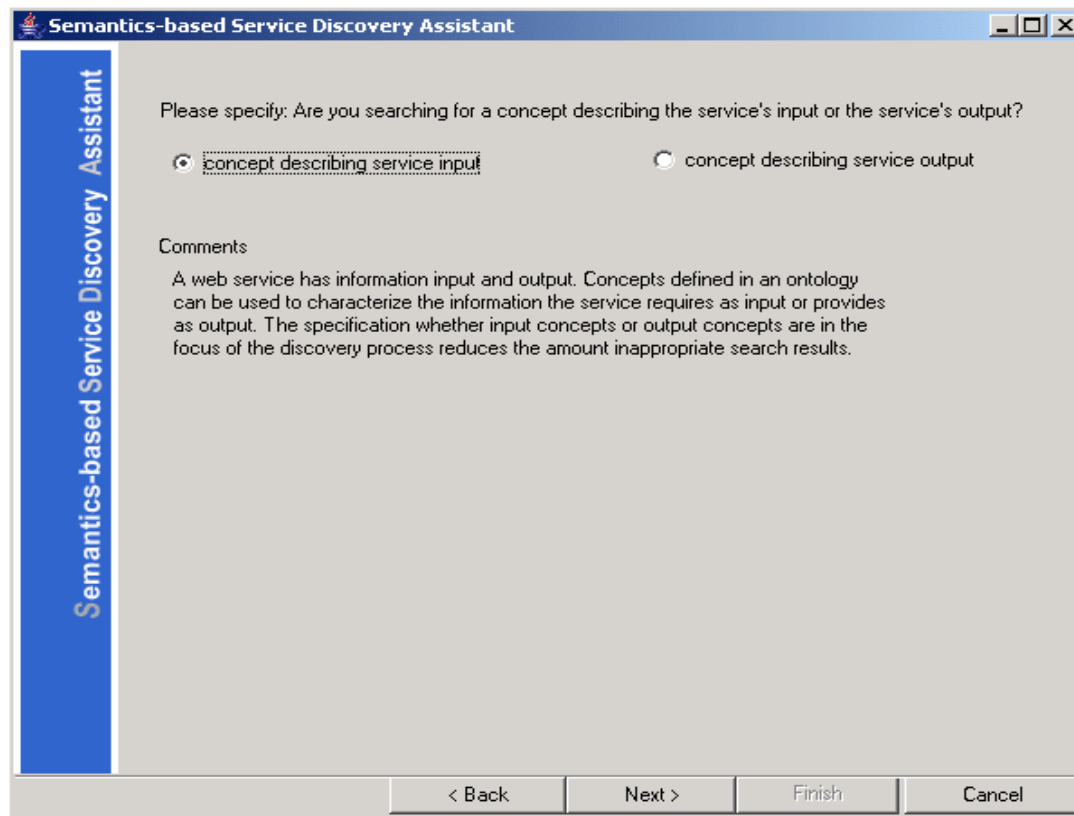 Semantics-based Service Discovery Assistant
Semantics-based Service Discovery Assistant
Please specify: Are you searching for a concept describing the service's input or the service's output?
concept describing service input
concept describing service output
Comments
A web service has information input and output. Concepts defined in an ontology
can be used to characterize the information the service requires as input or provides
as output. The specification whether input concepts or output concepts are in the
focus of the discovery process reduces the amount inappropriate search results.
< Back
Next >
Finish
Cancel